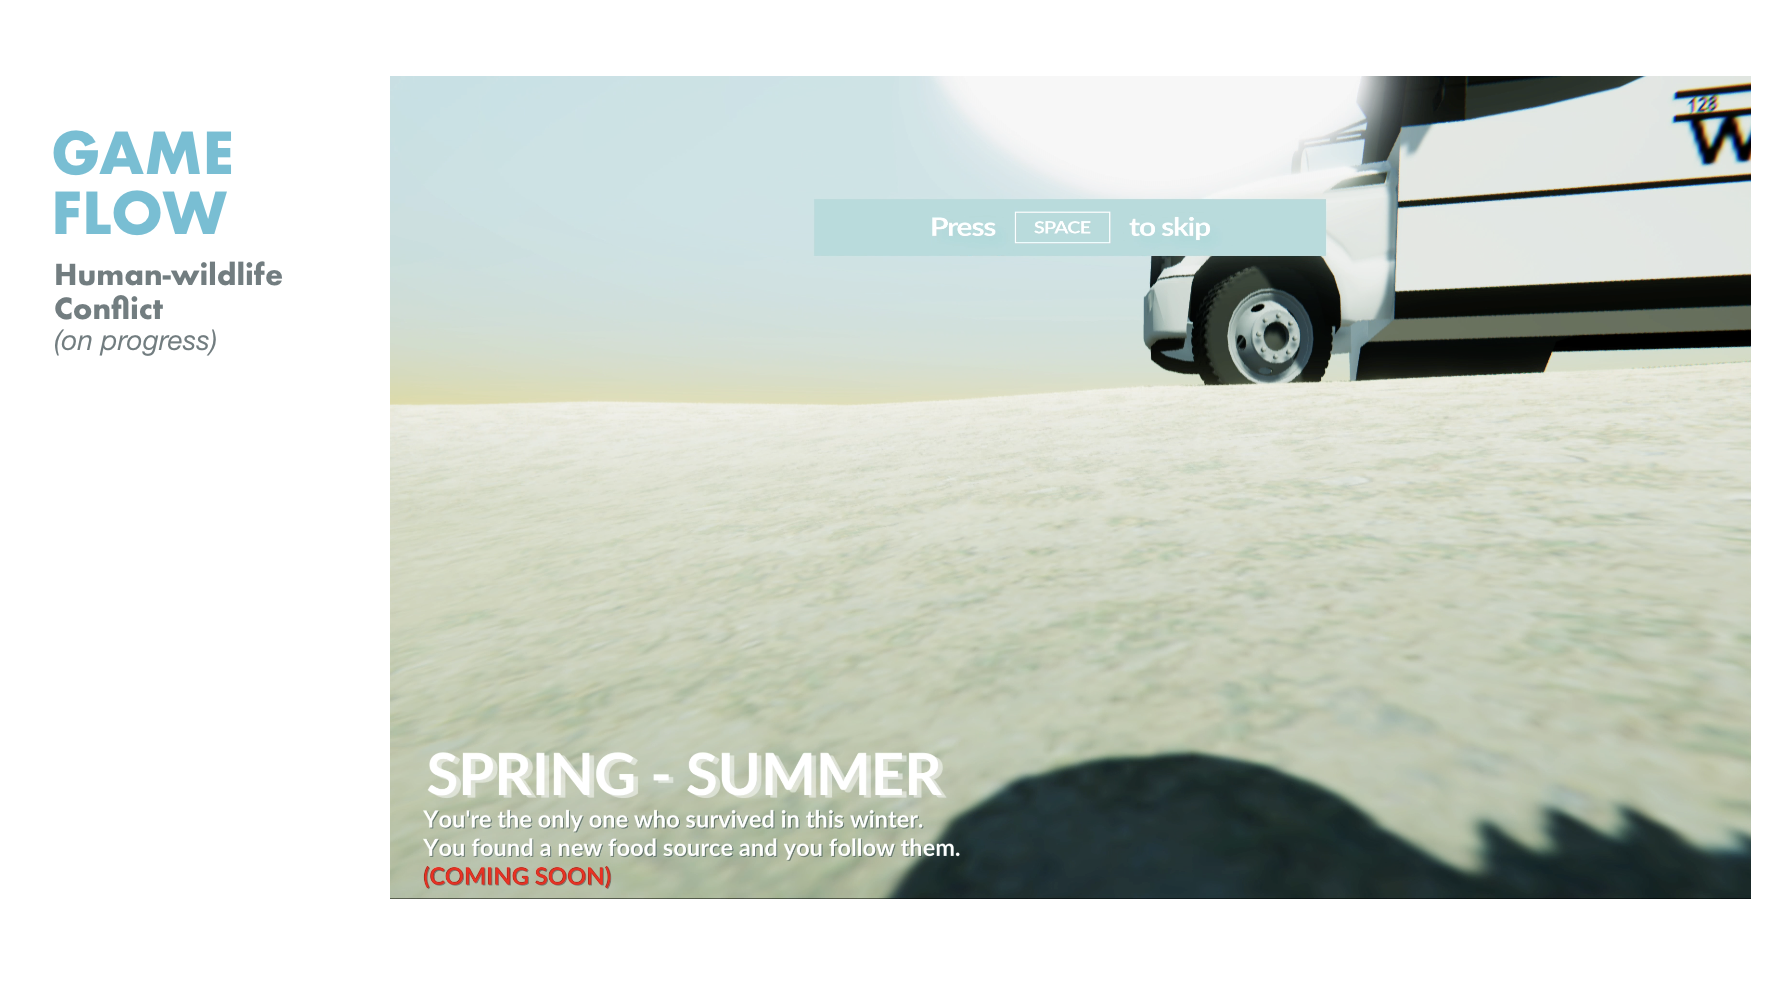 GAME
FLOW
Human-wildlife
Conflict
(on progress)
128
W
Press SPACE to skip
SPRING - SUMMER
You're the only one who survived in this winter.
You found a new food source and you follow them.
(COMING SOON)